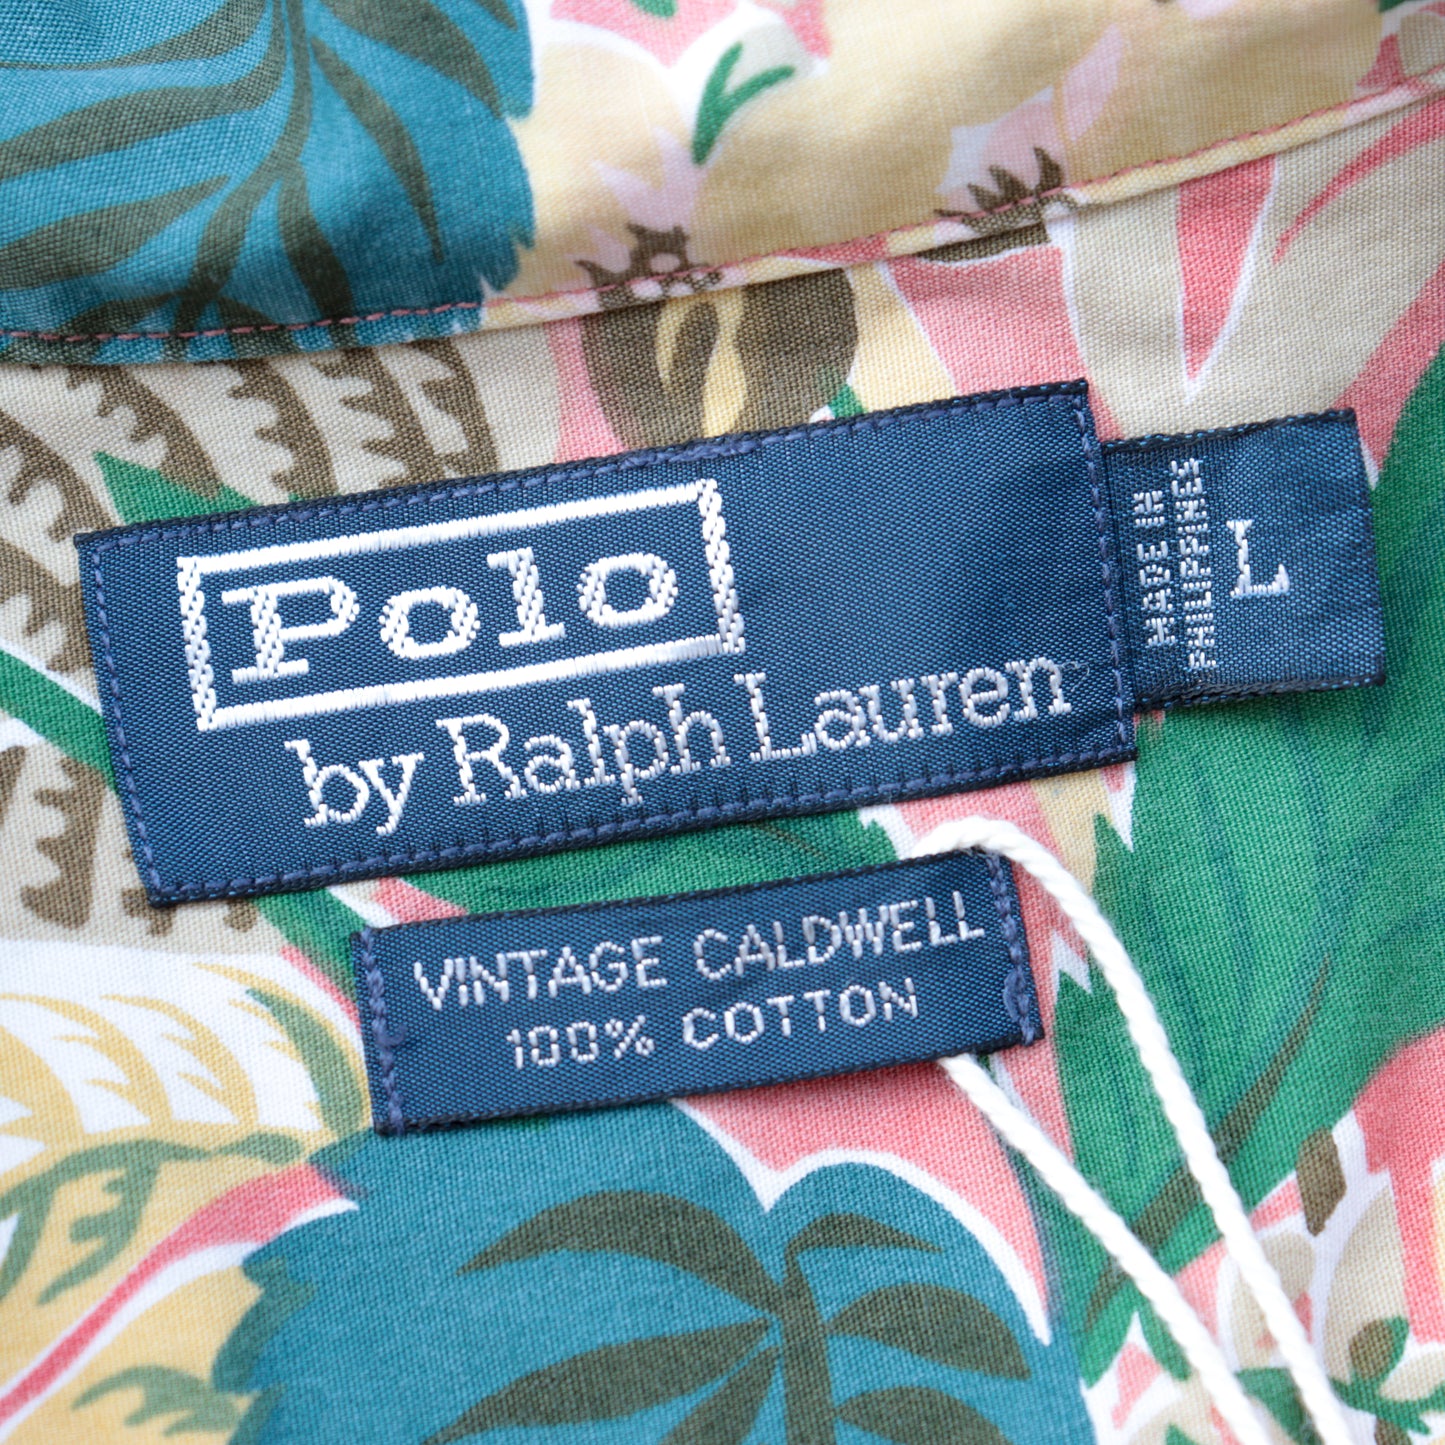 Polo
by Ralph Lauren
MADE IN
PHILIPPINES
L
VINTAGE CALDWELL
100% COTTON